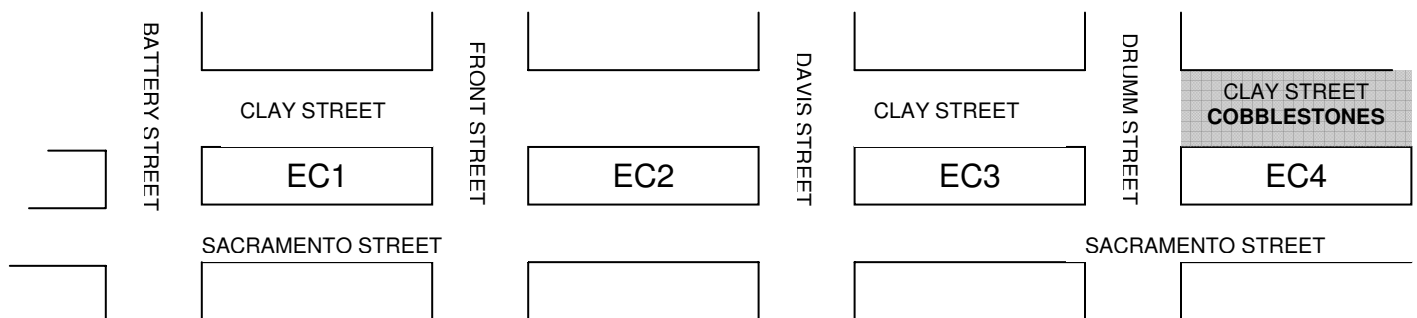 BATTERY STREET
FRONT STREET
DAVIS STREET
DRUMM STREET
CLAY STREET
CLAY STREET
CLAY STREET
COBBLESTONES
EC1
EC2
EC3
EC4
SACRAMENTO STREET
SACRAMENTO STREET